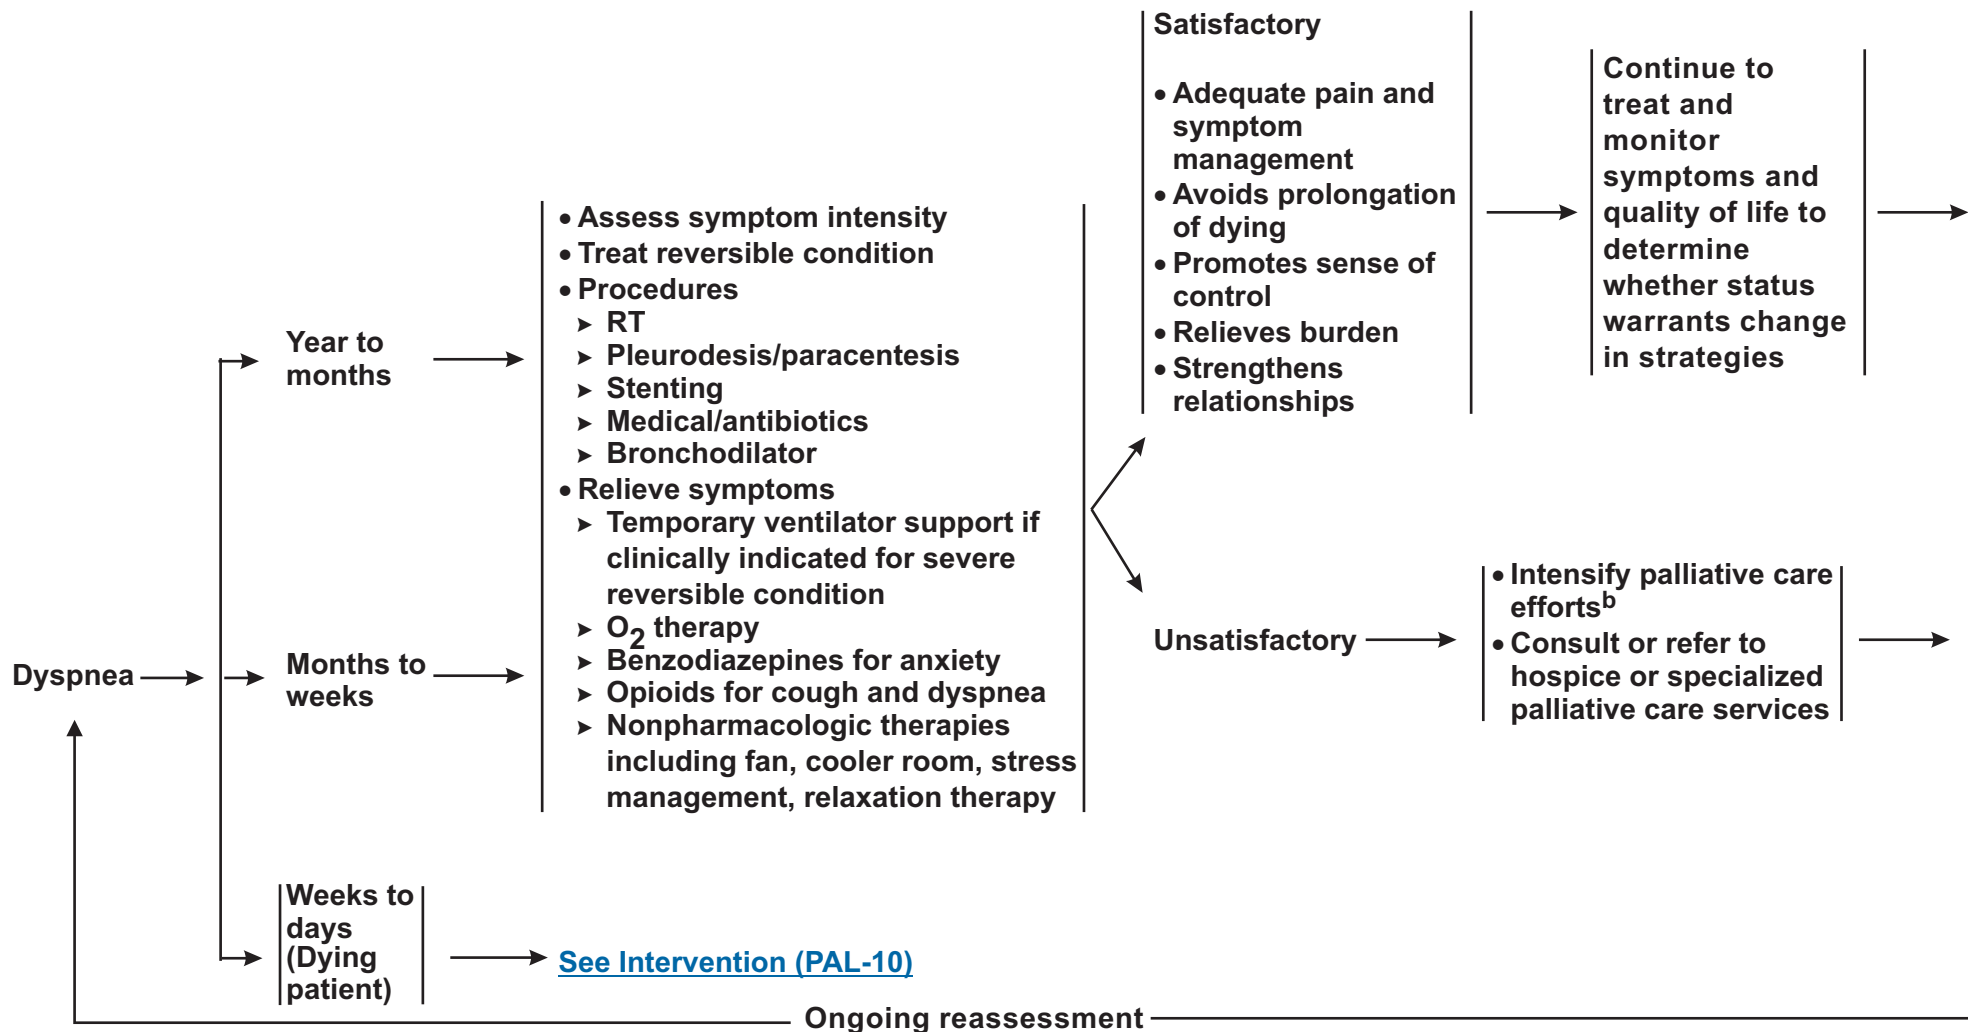 Dyspnea
Year to
months
Months to
weeks
Weeks to
days
(Dying
patient)
• Assess symptom intensity
• Treat reversible condition
• Procedures
➤ RT
➤ Pleurodesis/paracentesis
➤ Stenting
➤ Medical/antibiotics
➤ Bronchodilator
• Relieve symptoms
➤ Temporary ventilator support if
clinically indicated for severe
reversible condition
➤ O2 therapy
➤ Benzodiazepines for anxiety
➤ Opioids for cough and dyspnea
➤ Nonpharmacologic therapies
including fan, cooler room, stress
management, relaxation therapy
See Intervention (PAL-10)
Satisfactory
• Adequate pain and
symptom
management
• Avoids prolongation
of dying
• Promotes sense of
control
• Relieves burden
• Strengthens
relationships
Continue to
treat and
monitor
symptoms and
quality of life to
determine
whether status
warrants change
in strategies
Unsatisfactory
• Intensify palliative care
effortsb
• Consult or refer to
hospice or specialized
palliative care services
Ongoing reassessment